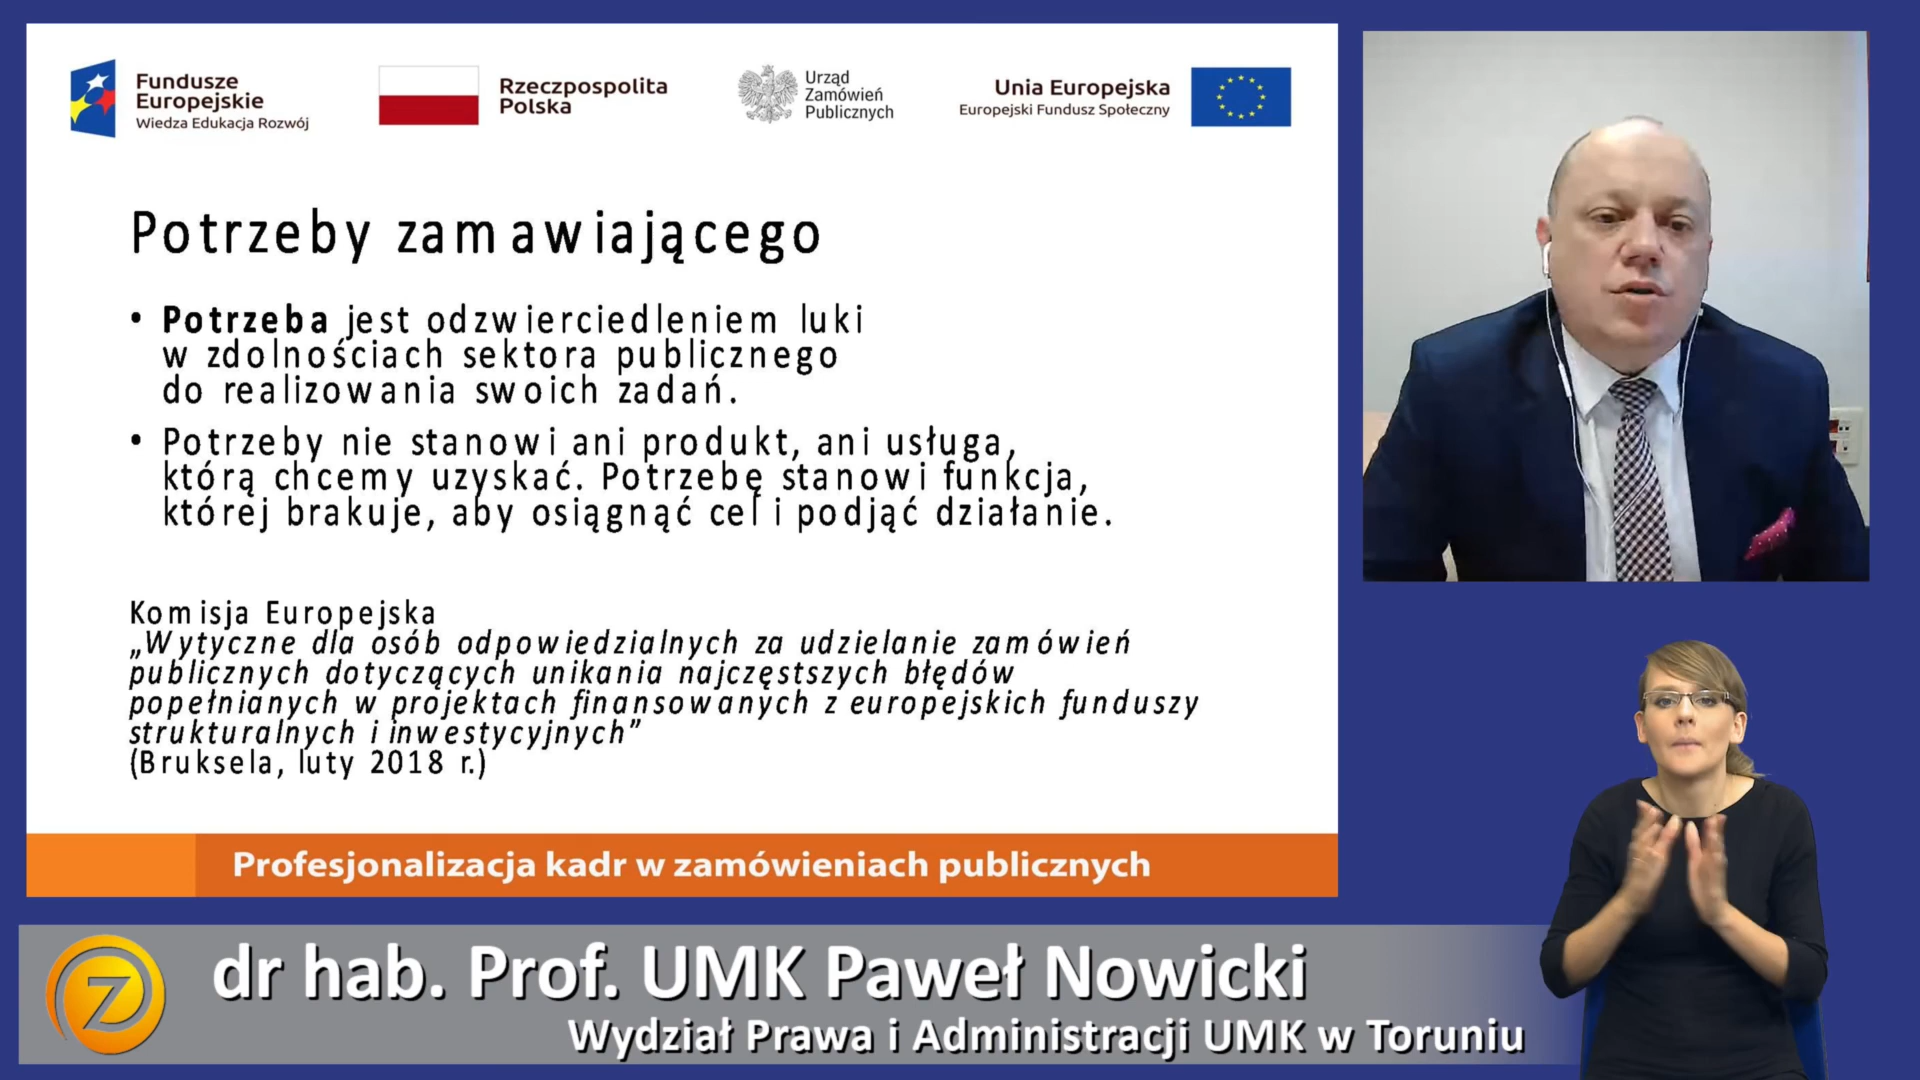 Fundusze
Europejskie
Wiedza Edukacja Rozwój
Rzeczpospolita
Polska
Urząd
Zamówień
Publicznych
Unia Europejska
Europejski Fundusz Społeczny
Potrzeby zamawiającego
• Potrzeba jest odzwierciedleniem luki
w zdolnościach sektora publicznego
do realizowania swoich zadań.
• Potrzeby nie stanowi ani produkt, ani usługa,
którą chcemy uzyskać. Potrzebę stanowi funkcja,
której brakuje, aby osiągnąć cel i podjąć działanie.
Komisja Europejska
„Wytyczne dla osób odpowiedzialnych za udzielanie zamówień
publicznych dotyczących unikania najczęstszych błędów
popełnianych w projektach finansowanych z europejskich funduszy
strukturalnych i inwestycyjnych”
(Bruksela, luty 2018 r.)
Profesjonalizacja kadr w zamówieniach publicznych
Z
dr hab. Prof. UMK Paweł Nowicki
Wydział Prawa i Administracji UMK w Toruniu